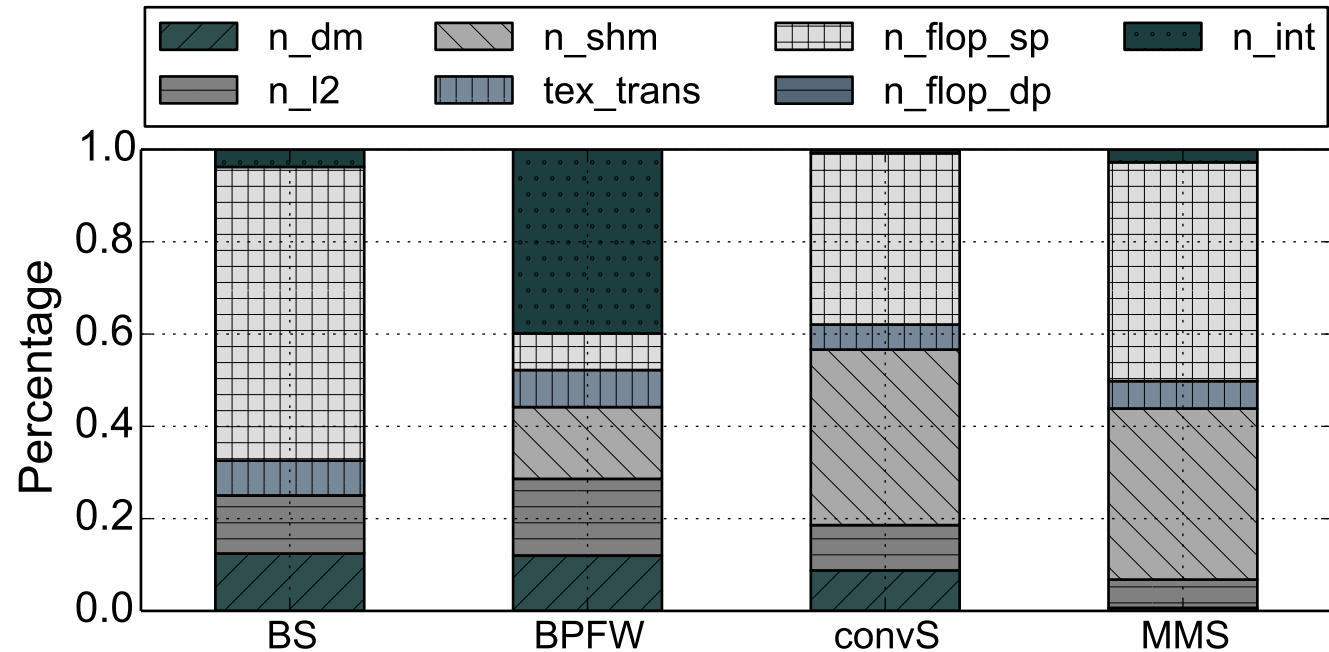 n_dm n_shm n_flop_sp n_int
n_l2 tex_trans n_flop_dp
1.0
0.8
0.6
0.4
0.2
0.0
Percentage
BS BPFW convS MMS